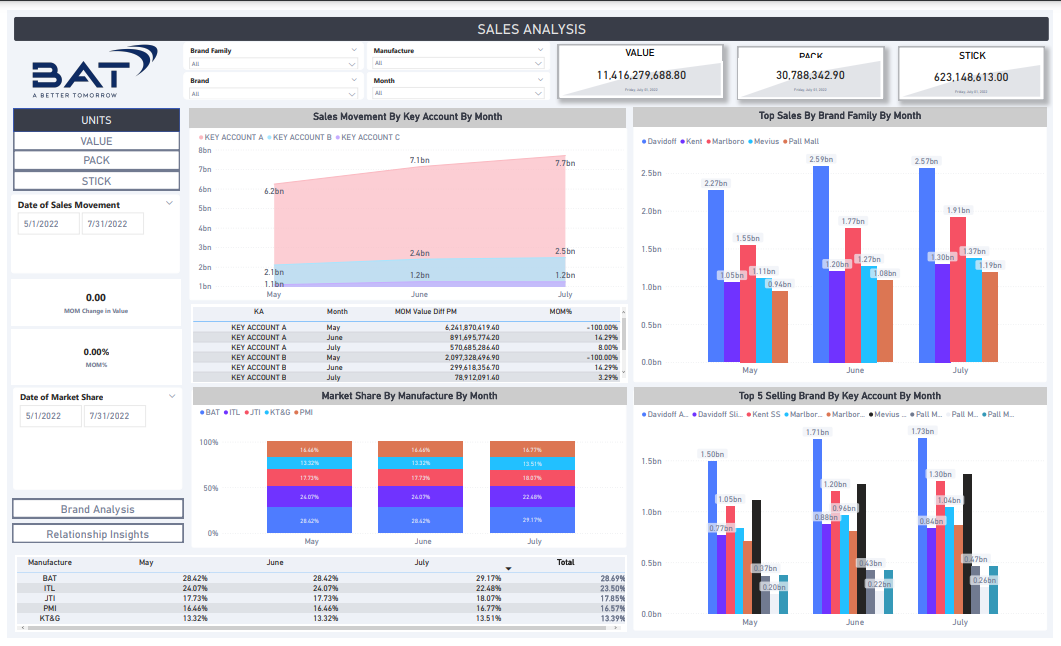 SALES ANALYSIS
BAT
A BETTER TOMORROW
Brand Family
All
Manufacture
All
Brand
All
Month
All
VALUE
11,416,279,688.80
Friday, July 01, 2022
PACK
30,788,342.90
Friday, July 01, 2022
STICK
623,148,613.00
Friday, July 01, 2022
UNITS
VALUE
PACK
STICK
Date of Sales Movement
5/1/2022 7/31/2022
0.00
MOM Change in Value
0.00%
MOM%
Date of Market Share
5/1/2022 7/31/2022
Brand Analysis
Relationship Insights
Sales Movement By Key Account By Month
KEY ACCOUNT A KEY ACCOUNT B KEY ACCOUNT C
8bn
7bn
6bn
5bn
4bn
3bn
2bn
1bn
6.2bn 7.1bn 7.7bn
2.1bn 2.4bn 2.5bn
1.1bn 1.2bn 1.2bn
May June July
KA Month MOM Value Diff PM MOM%
KEY ACCOUNT A May 6,241,870,419.40 -100.00%
KEY ACCOUNT A June 891,695,774.20 14.29%
KEY ACCOUNT A July 570,685,286.40 8.00%
KEY ACCOUNT B May 2,097,328,496.90 -100.00%
KEY ACCOUNT B June 299,618,356.70 14.29%
KEY ACCOUNT B July 78,912,091.40 3.29%
Market Share By Manufacture By Month
BAT ITL JTI KT&G PMI
100%
50%
0%
16.46% 16.46% 16.77%
13.32% 13.32% 13.51%
17.73% 17.73% 18.07%
24.07% 24.07% 22.48%
28.42% 28.42% 29.17%
May June July
Manufacture May June July Total
BAT 28.42% 28.42% 29.17% 28.69%
ITL 24.07% 24.07% 22.48% 23.50%
JTI 17.73% 17.73% 18.07% 17.85%
PMI 16.46% 16.46% 16.77% 16.57%
KT&G 13.32% 13.32% 13.51% 13.39%
Top Sales By Brand Family By Month
Davidoff Kent Marlboro Mevius Pall Mall
2.5bn
2.0bn
1.5bn
1.0bn
0.5bn
0.0bn
2.27bn 1.05bn 1.55bn 1.11bn 0.94bn
2.59bn 1.20bn 1.77bn 1.27bn 1.08bn
2.57bn 1.30bn 1.91bn 1.37bn 1.19bn
May June July
Top 5 Selling Brand By Key Account By Month
Davidoff A... Davidoff Sli... Kent SS Marlbor... Marlbor... Mevius ... Pall M... Pall M... Pall M...
1.5bn
1.0bn
0.5bn
0.0bn
1.50bn 0.77bn 1.05bn 0.37bn 0.20bn
1.71bn 0.88bn 1.20bn 0.96bn 0.43bn 0.22bn
1.73bn 0.84bn 1.30bn 1.04bn 0.47bn 0.26bn
May June July